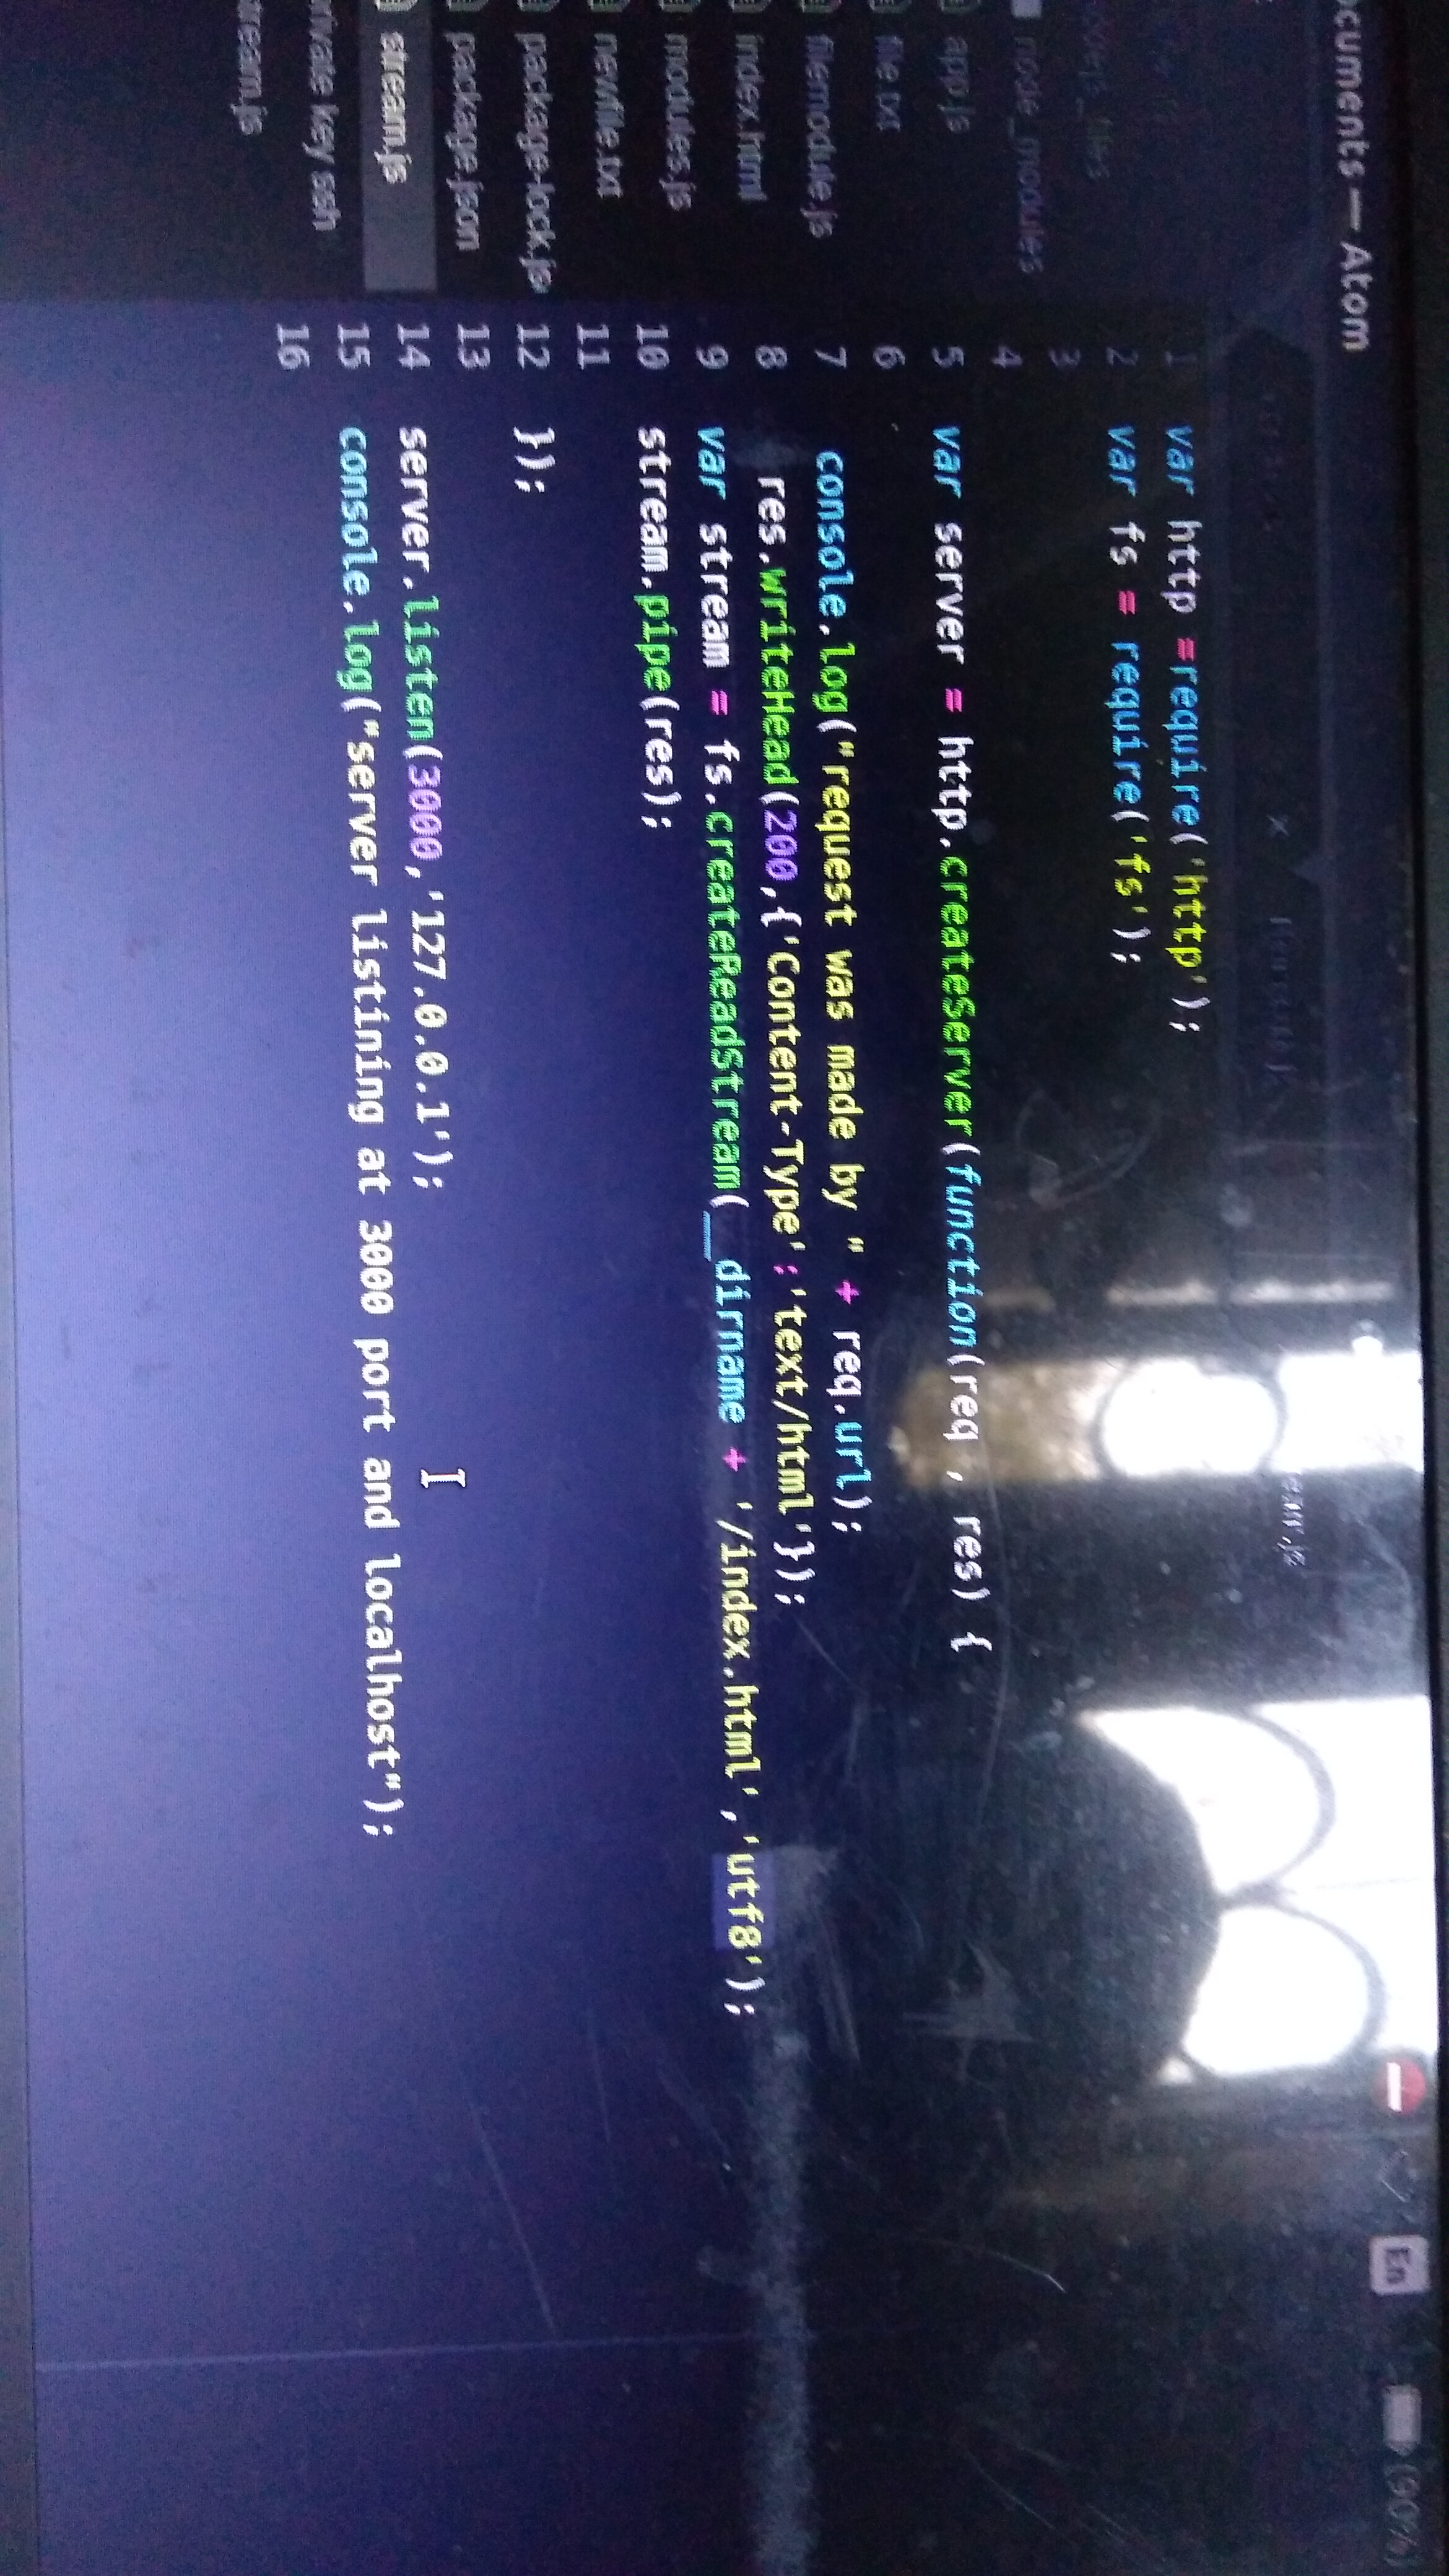 ocuments — Atom
En
(90%)
node_modules
app.js
file.txt
filemodule.js
index.html
modules.js
newfile.txt
package-lock.js
package.json
stream.js
rivate key ssh
tream.js
1 var http =require('http');
2 var fs = require('fs');
3
4
5 var server = http.createServer(function(req , res) {
6
7 console.log("request was made by " + req.url);
8 res.writeHead(200,{'Content-Type':'text/html'});
9 var stream = fs.createReadStream(__dirname + '/index.html','utf8');
10 stream.pipe(res);
11
12 });
13
14 server.listen(3000,'127.0.0.1');
15 console.log("server listining at 3000 port and localhost");
16